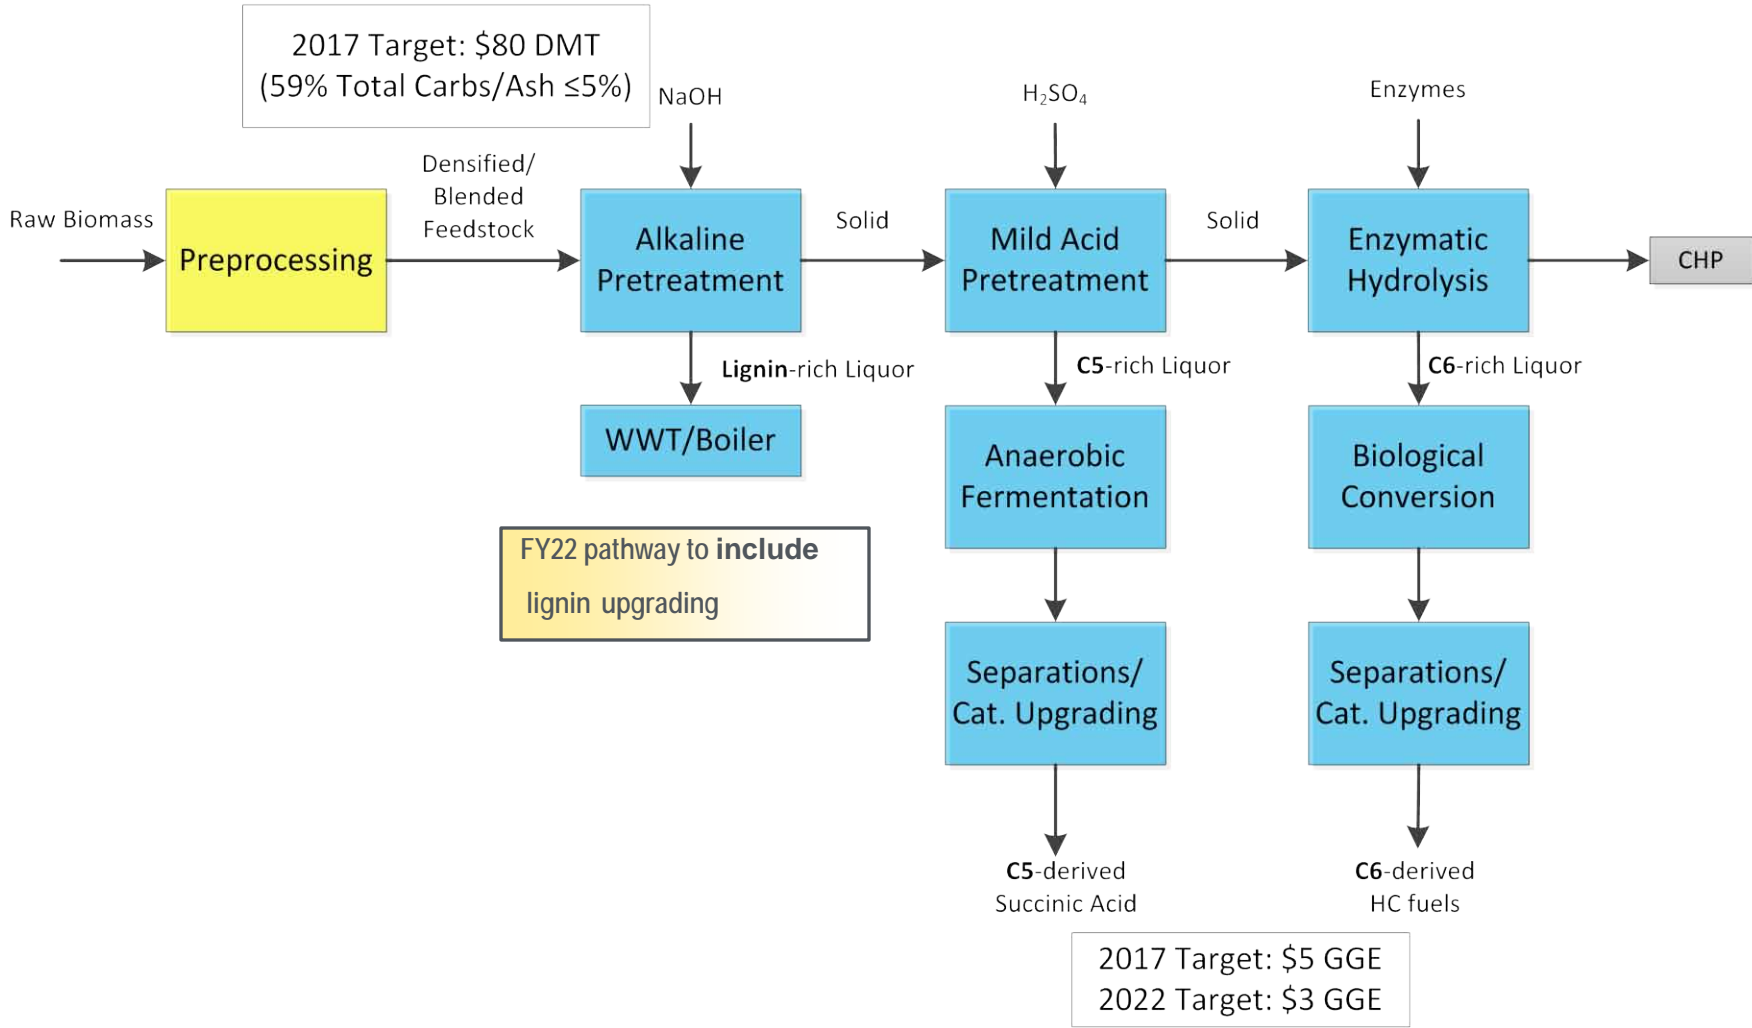 2017 Target: $80 DMT
(59% Total Carbs/Ash ≤5%)
NaOH
H₂SO₄
Enzymes
Raw Biomass
Preprocessing
Densified/
Blended
Feedstock
Alkaline
Pretreatment
Solid
Mild Acid
Pretreatment
Solid
Enzymatic
Hydrolysis
CHP
Lignin-rich Liquor
C5-rich Liquor
C6-rich Liquor
WWT/Boiler
Anaerobic
Fermentation
Biological
Conversion
FY22 pathway to include
lignin upgrading
Separations/
Cat. Upgrading
Separations/
Cat. Upgrading
C5-derived
Succinic Acid
C6-derived
HC fuels
2017 Target: $5 GGE
2022 Target: $3 GGE